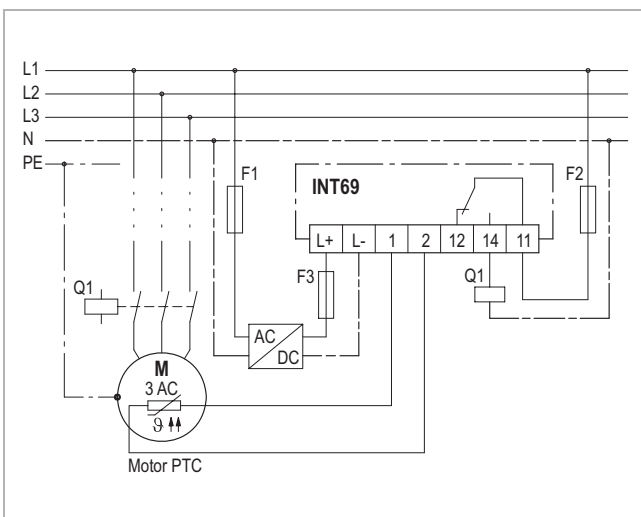 L1
L2
L3
N
PE
F1
INT69
F2
L+ L- 1 2 12 14 11
Q1
F3
Q1
AC
DC
M
3 AC
ϑ
Motor PTC